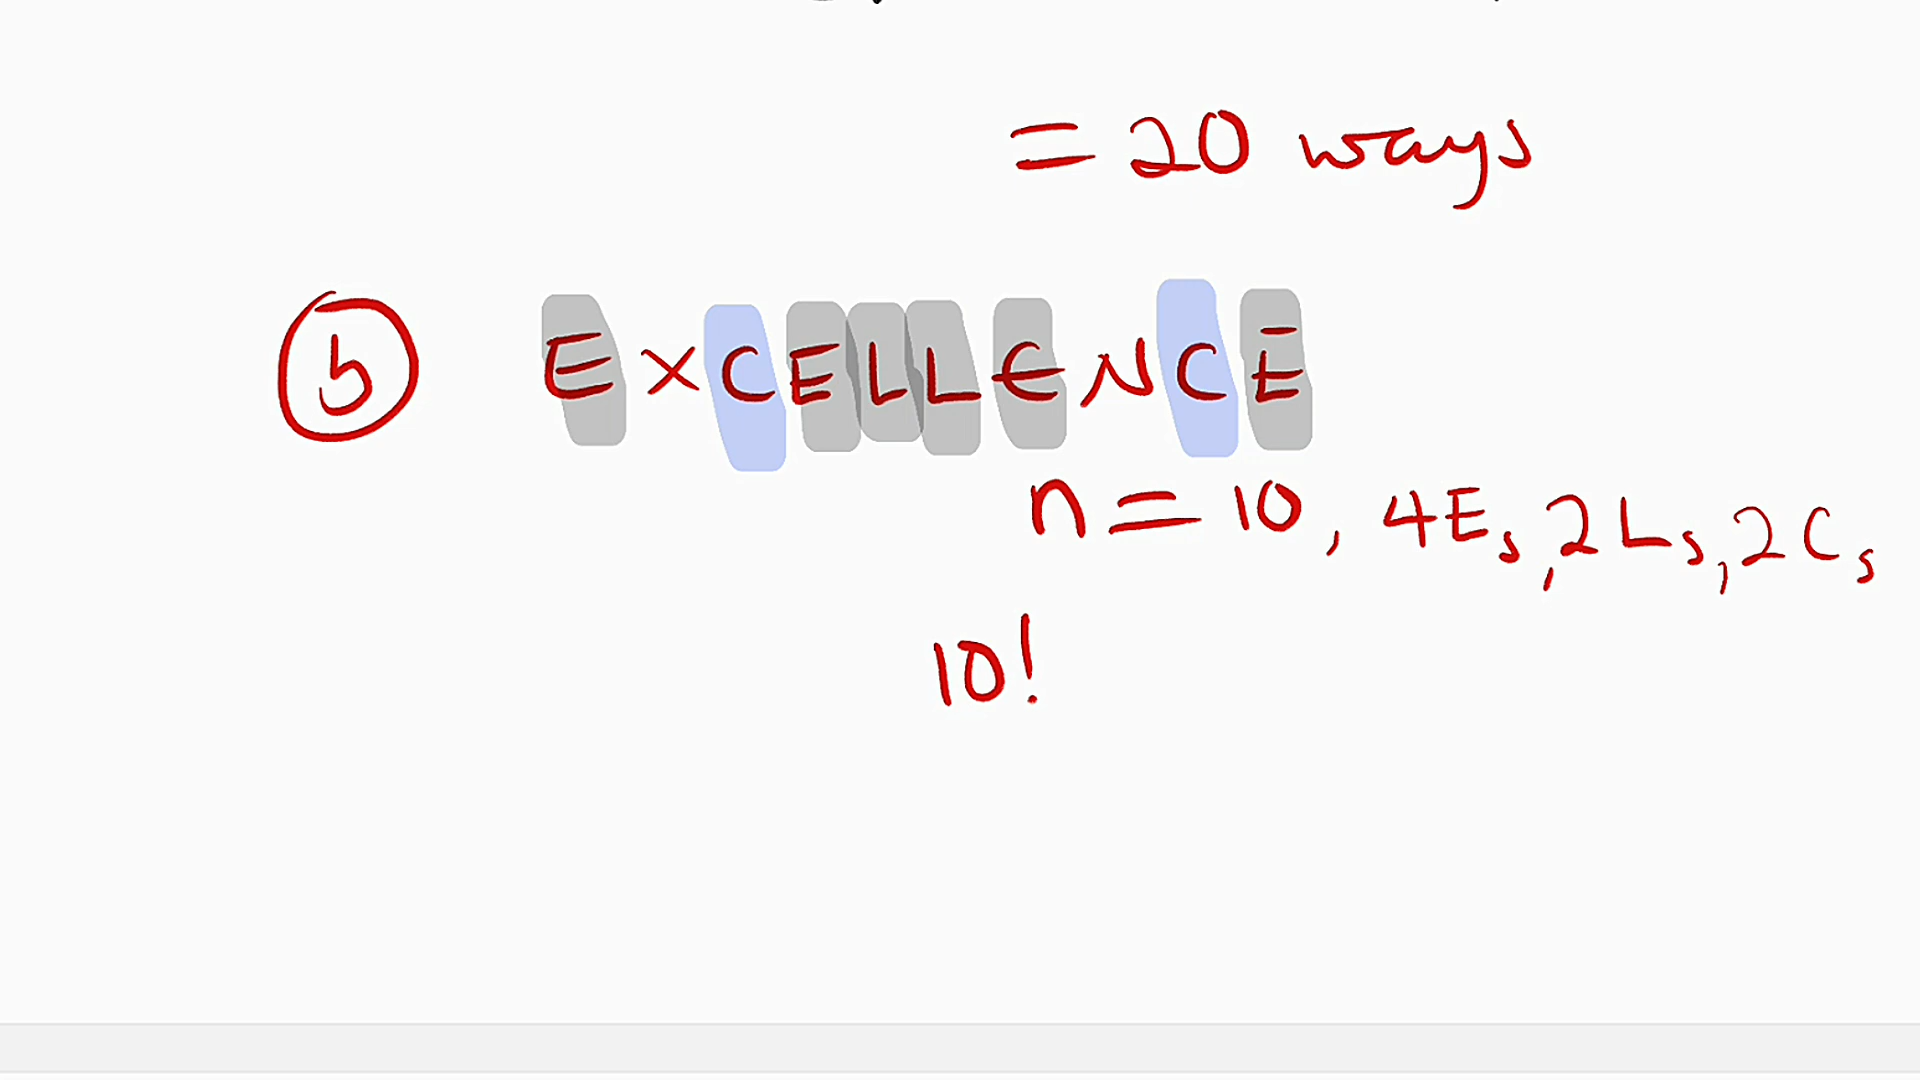 = 20 ways
b EXCELLENCE
n = 10, 4Es, 2Ls, 2Cs
10!